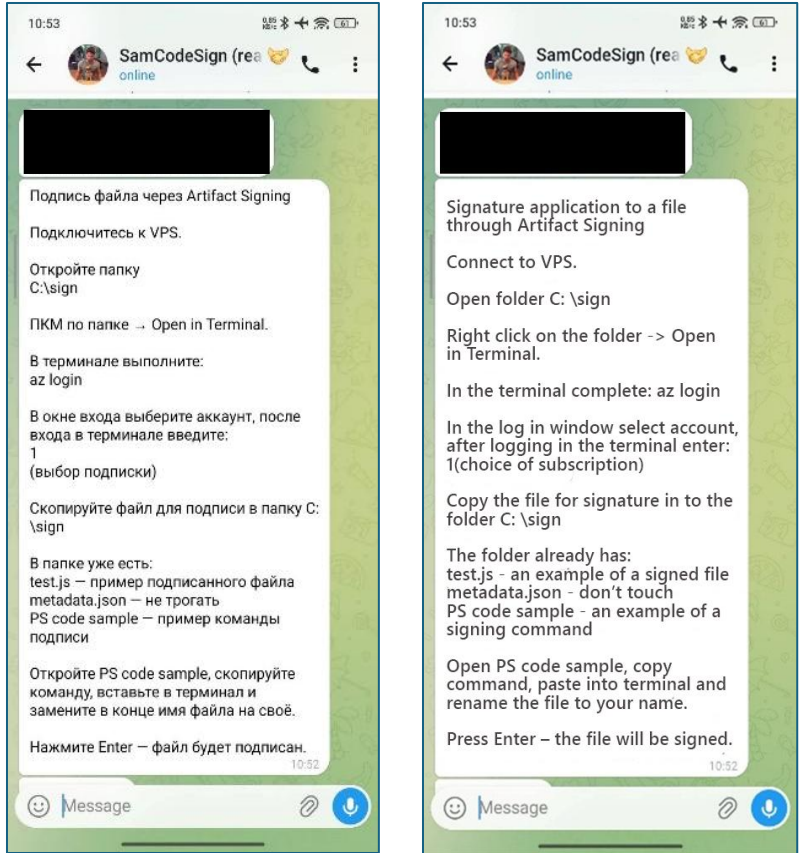 10:53
0,85
KB/s
61
SamCodeSign (rea
online
Подпись файла через Artifact Signing
Подключитесь к VPS.
Откройте папку
C:\sign
ПКМ по папке → Open in Terminal.
В терминале выполните:
az login
В окне входа выберите аккаунт, после
входа в терминале введите:
1
(выбор подписки)
Скопируйте файл для подписи в папку C:
\sign
В папке уже есть:
test.js — пример подписанного файла
metadata.json — не трогать
PS code sample — пример команды
подписи
Откройте PS code sample, скопируйте
команду, вставьте в терминал и
замените в конце имя файла на своё.
Нажмите Enter — файл будет подписан.
10:52
Message
10:53
0,85
KB/s
61
SamCodeSign (rea
online
Signature application to a file
through Artifact Signing
Connect to VPS.
Open folder C: \sign
Right click on the folder -> Open
in Terminal.
In the terminal complete: az login
In the log in window select account,
after logging in the terminal enter:
1(choice of subscription)
Copy the file for signature in to the
folder C: \sign
The folder already has:
test.js - an example of a signed file
metadata.json - don’t touch
PS code sample - an example of a
signing command
Open PS code sample, copy
command, paste into terminal and
rename the file to your name.
Press Enter – the file will be signed.
10:52
Message